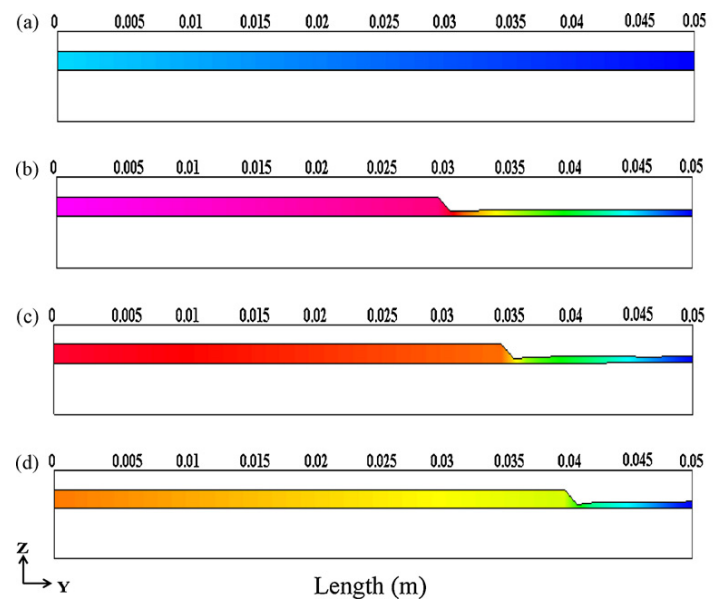 (a) 0 0.005 0.01 0.015 0.02 0.025 0.03 0.035 0.04 0.045 0.05
(b) 0 0.005 0.01 0.015 0.02 0.025 0.03 0.035 0.04 0.045 0.05
(c) 0 0.005 0.01 0.015 0.02 0.025 0.03 0.035 0.04 0.045 0.05
(d) 0 0.005 0.01 0.015 0.02 0.025 0.03 0.035 0.04 0.045 0.05
Z
Y Length (m)